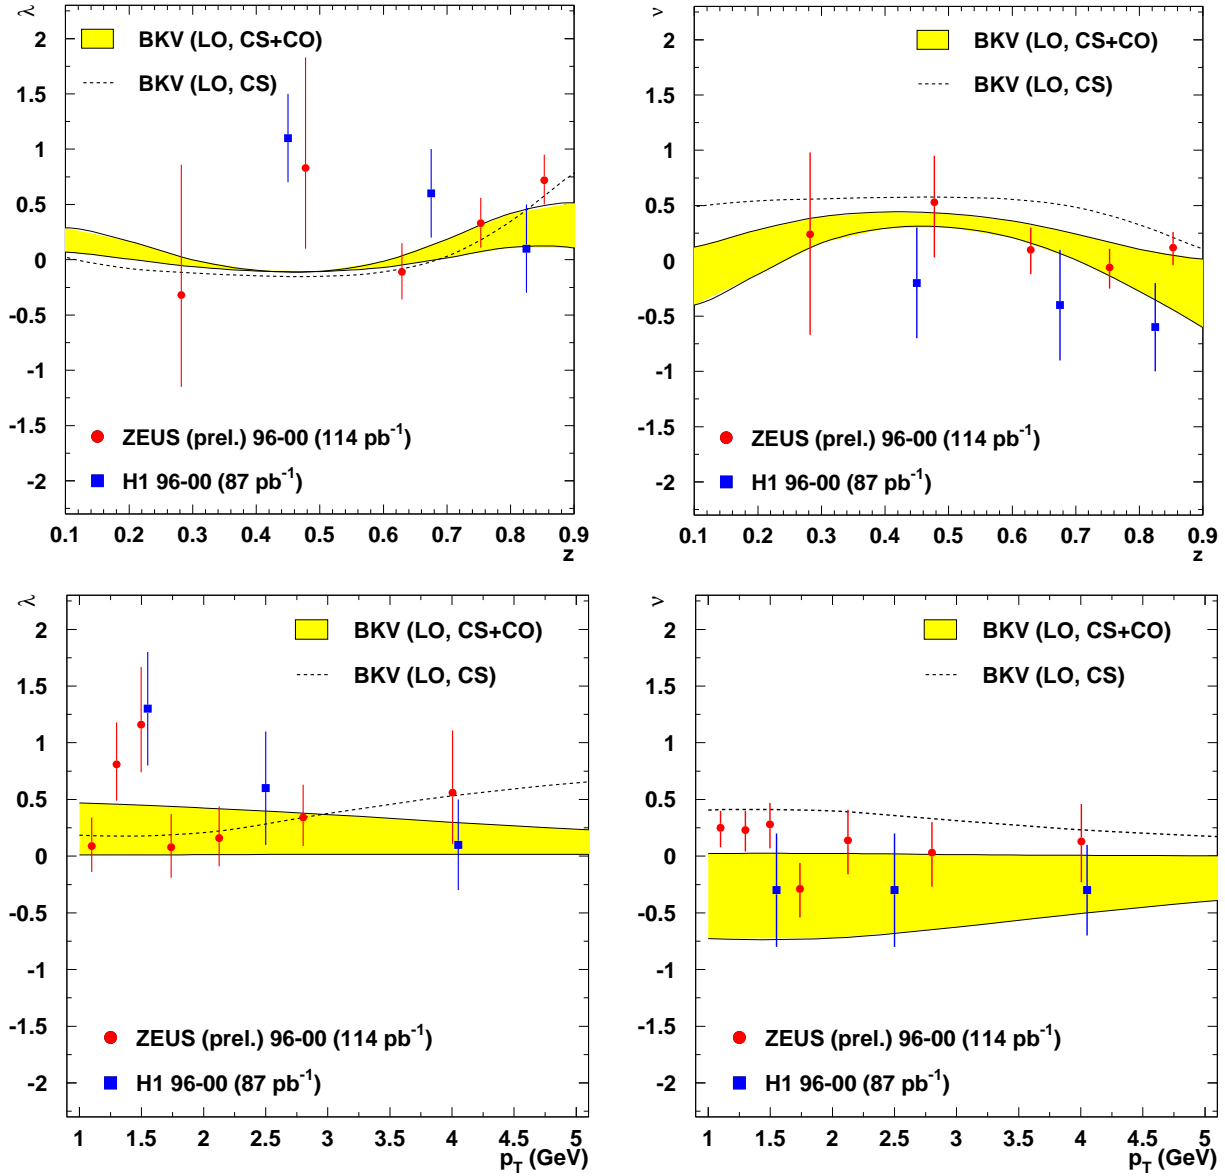 λ
2
1.5
1
0.5
0
-0.5
-1
-1.5
-2
BKV (LO, CS+CO)
BKV (LO, CS)
ZEUS (prel.) 96-00 (114 pb-1)
H1 96-00 (87 pb-1)
0.1 0.2 0.3 0.4 0.5 0.6 0.7 0.8 0.9
z
ν
2
1.5
1
0.5
0
-0.5
-1
-1.5
-2
BKV (LO, CS+CO)
BKV (LO, CS)
ZEUS (prel.) 96-00 (114 pb-1)
H1 96-00 (87 pb-1)
0.1 0.2 0.3 0.4 0.5 0.6 0.7 0.8 0.9
z
λ
2
1.5
1
0.5
0
-0.5
-1
-1.5
-2
BKV (LO, CS+CO)
BKV (LO, CS)
ZEUS (prel.) 96-00 (114 pb-1)
H1 96-00 (87 pb-1)
1 1.5 2 2.5 3 3.5 4 4.5 5
pT (GeV)
ν
2
1.5
1
0.5
0
-0.5
-1
-1.5
-2
BKV (LO, CS+CO)
BKV (LO, CS)
ZEUS (prel.) 96-00 (114 pb-1)
H1 96-00 (87 pb-1)
1 1.5 2 2.5 3 3.5 4 4.5 5
pT (GeV)